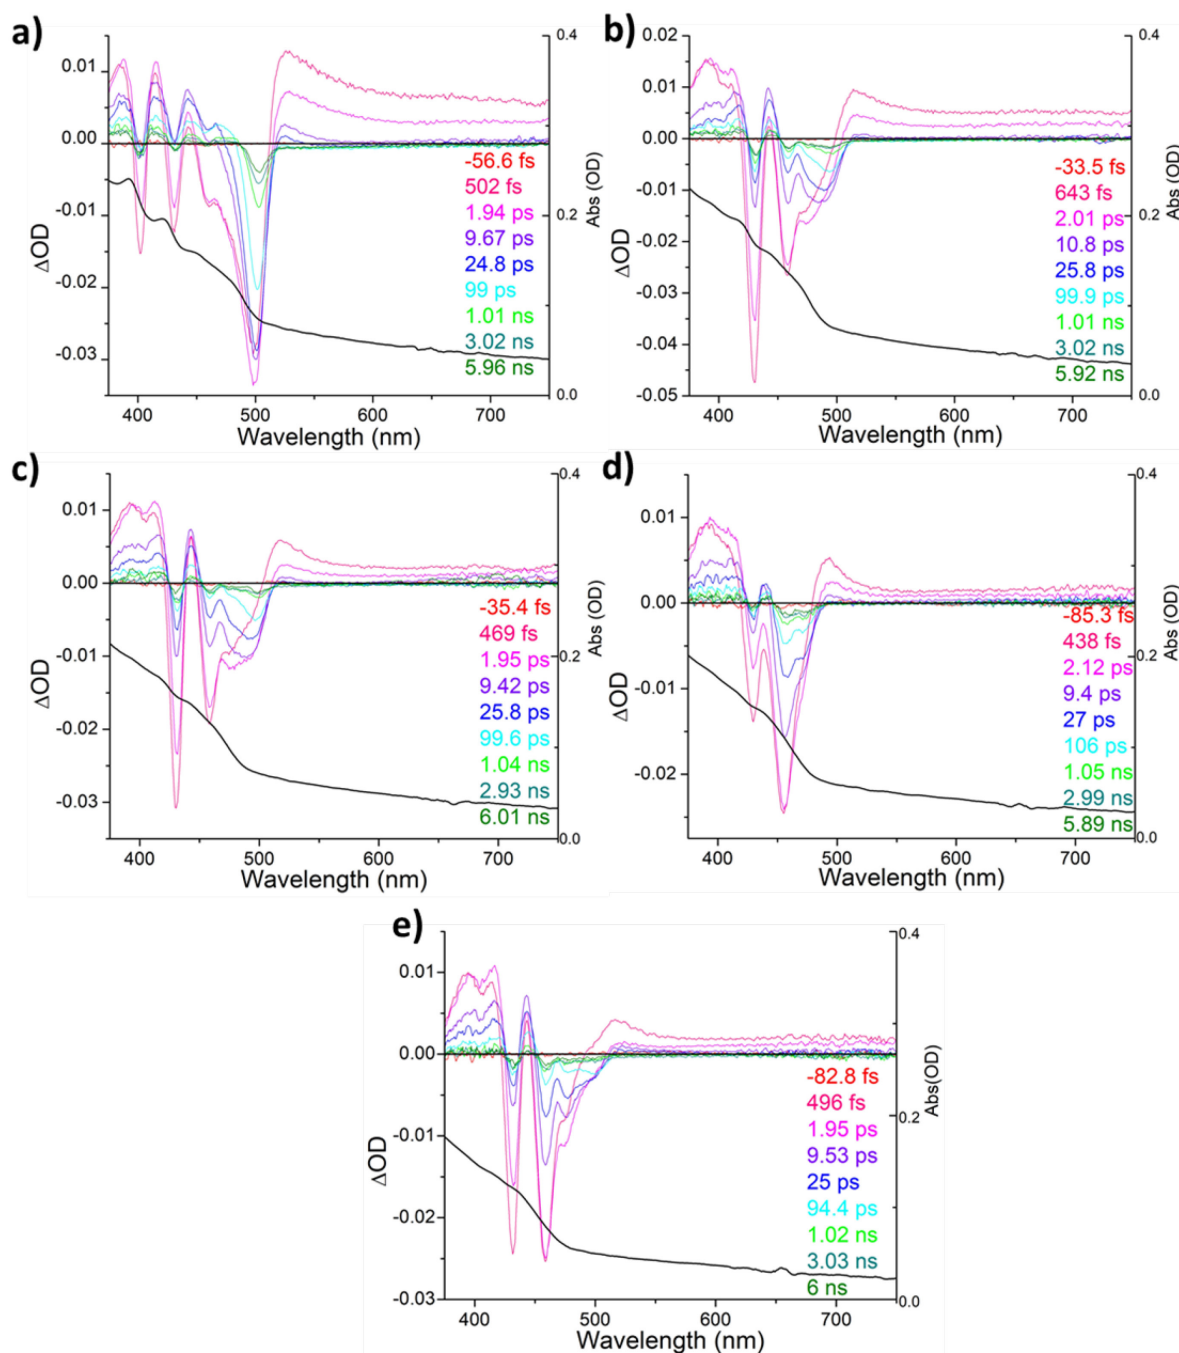 a)
0.01
0.00
-0.01
-0.02
-0.03
ΔOD
400
500
600
700
Wavelength (nm)
0.4
0.2
0.0
Abs (OD)
-56.6 fs
502 fs
1.94 ps
9.67 ps
24.8 ps
99 ps
1.01 ns
3.02 ns
5.96 ns
b)
0.02
0.01
0.00
-0.01
-0.02
-0.03
-0.04
-0.05
ΔOD
400
500
600
700
Wavelength (nm)
0.4
0.2
0.0
Abs (OD)
-33.5 fs
643 fs
2.01 ps
10.8 ps
25.8 ps
99.9 ps
1.01 ns
3.02 ns
5.92 ns
c)
0.01
0.00
-0.01
-0.02
-0.03
ΔOD
400
500
600
700
Wavelength (nm)
0.4
0.2
0.0
Abs (OD)
-35.4 fs
469 fs
1.95 ps
9.42 ps
25.8 ps
99.6 ps
1.04 ns
2.93 ns
6.01 ns
d)
0.01
0.00
-0.01
-0.02
ΔOD
400
500
600
700
Wavelength (nm)
0.4
0.2
0.0
Abs (OD)
-85.3 fs
438 fs
2.12 ps
9.4 ps
27 ps
106 ps
1.05 ns
2.99 ns
5.89 ns
e)
0.01
0.00
-0.01
-0.02
-0.03
ΔOD
400
500
600
700
Wavelength (nm)
0.4
0.2
0.0
Abs(OD)
-82.8 fs
496 fs
1.95 ps
9.53 ps
25 ps
94.4 ps
1.02 ns
3.03 ns
6 ns